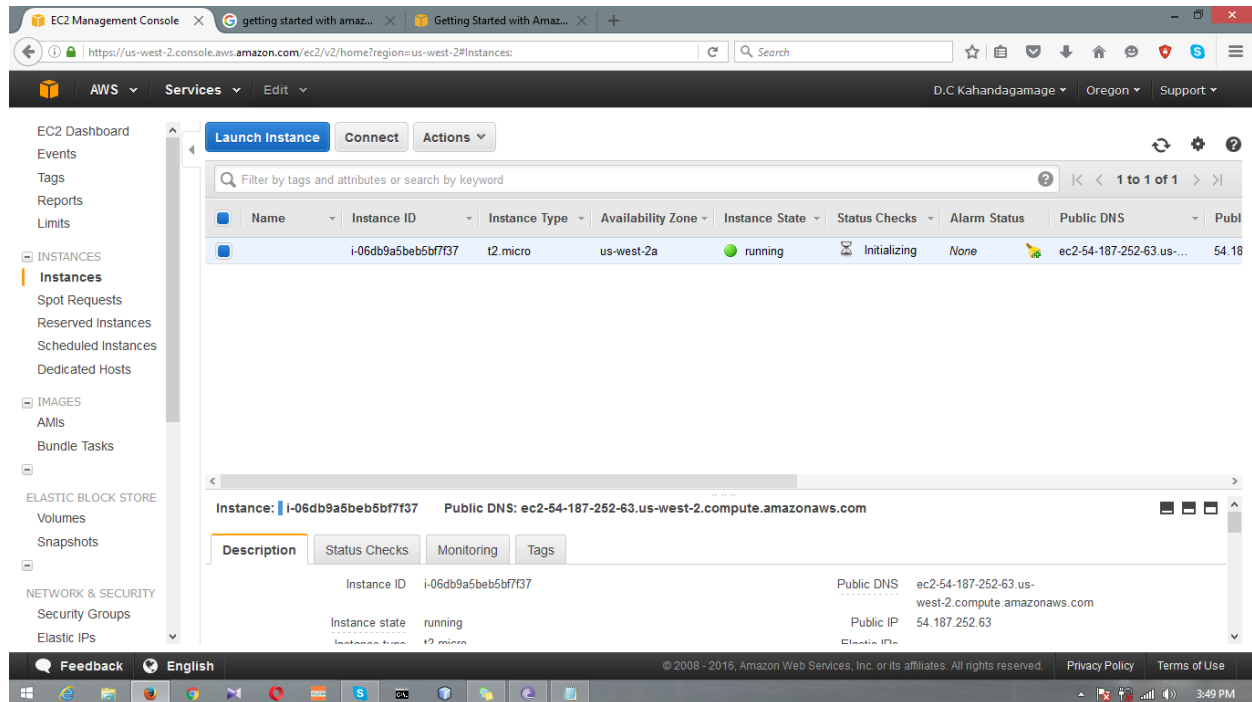 EC2 Management Console
getting started with amaz...
Getting Started with Amaz...
https://us-west-2.console.aws.amazon.com/ec2/v2/home?region=us-west-2#Instances:
Search
AWS Services Edit
D.C Kahandagamage Oregon Support
EC2 Dashboard
Events
Tags
Reports
Limits
INSTANCES
Instances
Spot Requests
Reserved Instances
Scheduled Instances
Dedicated Hosts
IMAGES
AMIs
Bundle Tasks
ELASTIC BLOCK STORE
Volumes
Snapshots
NETWORK & SECURITY
Security Groups
Elastic IPs
Launch Instance Connect Actions
Filter by tags and attributes or search by keyword
1 to 1 of 1
Name Instance ID Instance Type Availability Zone Instance State Status Checks Alarm Status Public DNS Publ
i-06db9a5beb5bf7f37 t2.micro us-west-2a running Initializing None ec2-54-187-252-63.us-... 54.18
Instance: i-06db9a5beb5bf7f37 Public DNS: ec2-54-187-252-63.us-west-2.compute.amazonaws.com
Description Status Checks Monitoring Tags
Instance ID i-06db9a5beb5bf7f37
Public DNS ec2-54-187-252-63.us-
west-2.compute.amazonaws.com
Instance state running
Public IP 54.187.252.63
Instance type t2.micro
Elastic IPs
Feedback English
© 2008 - 2016, Amazon Web Services, Inc. or its affiliates. All rights reserved. Privacy Policy Terms of Use
3:49 PM